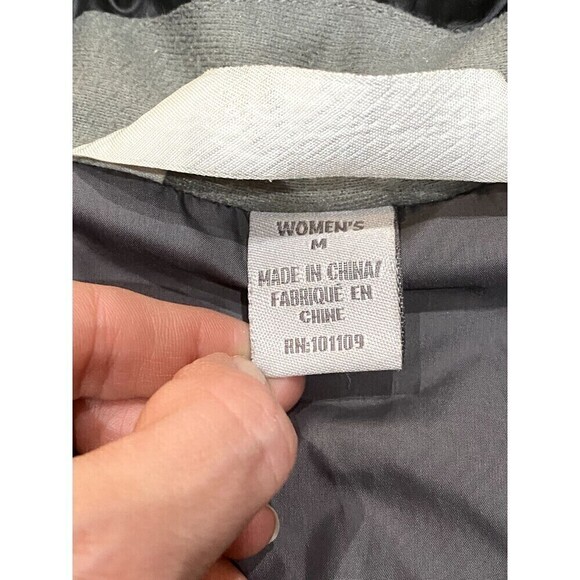 WOMEN'S
M
MADE IN CHINA/
FABRIQUÉ EN
CHINE
RN:101109